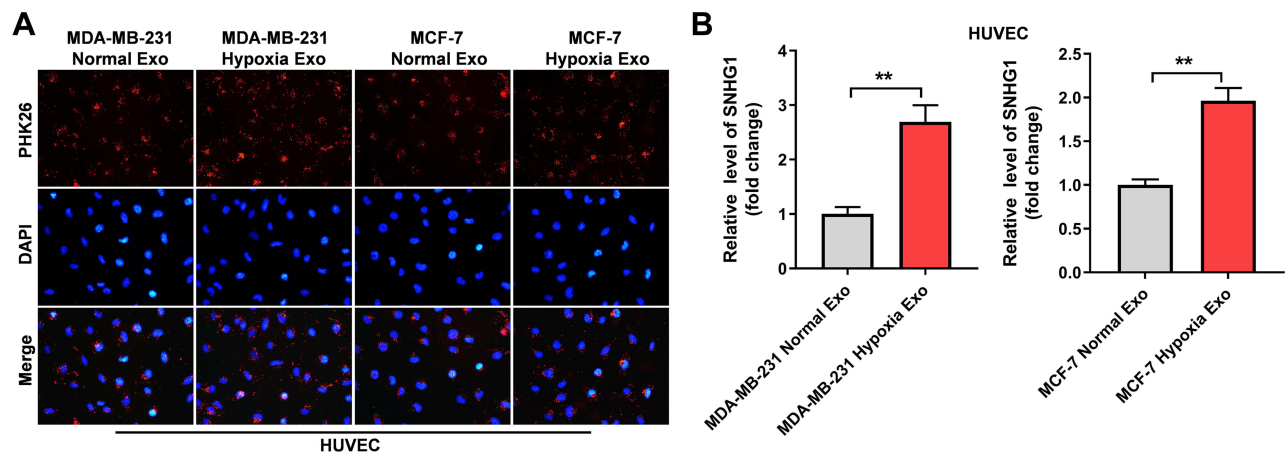 A
MDA-MB-231
Normal Exo
MDA-MB-231
Hypoxia Exo
MCF-7
Normal Exo
MCF-7
Hypoxia Exo
PHK26
DAPI
Merge
HUVEC
B
HUVEC
Relative level of SNHG1
(fold change)
4
3
2
1
0
**
MDA-MB-231 Normal Exo
MDA-MB-231 Hypoxia Exo
Relative level of SNHG1
(fold change)
2.5
2.0
1.5
1.0
0.5
0.0
**
MCF-7 Normal Exo
MCF-7 Hypoxia Exo